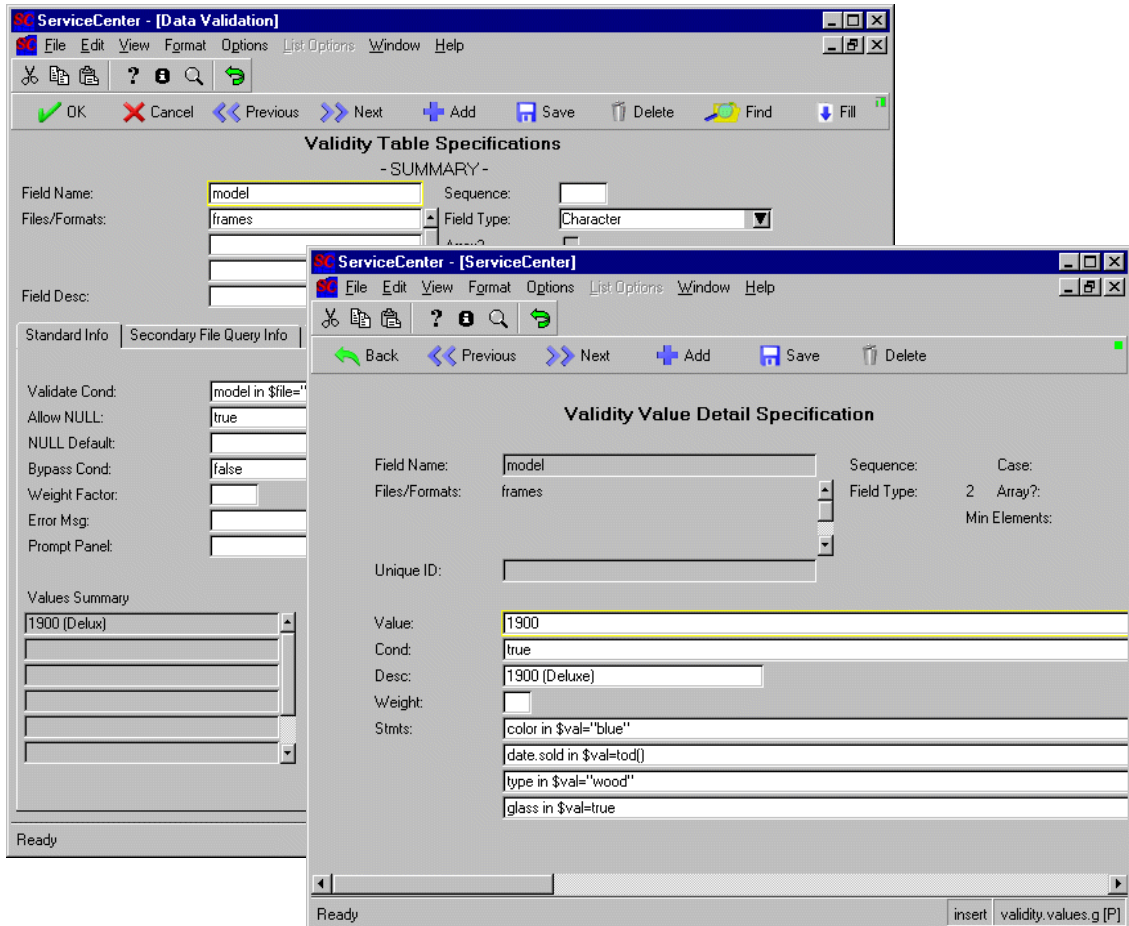 SC ServiceCenter - [Data Validation]
SC File Edit View Format Options List Options Window Help
OK Cancel Previous Next Add Save Delete Find Fill
Validity Table Specifications
- SUMMARY -
Field Name: model Sequence:
Files/Formats: frames Field Type: Character
Field Desc:
Standard Info Secondary File Query Info
Validate Cond: model in $file="
Allow NULL: true
NULL Default:
Bypass Cond: false
Weight Factor:
Error Msg:
Prompt Panel:
Values Summary
1900 (Delux)
Ready
SC ServiceCenter - [ServiceCenter]
SC File Edit View Format Options List Options Window Help
Back Previous Next Add Save Delete
Validity Value Detail Specification
Field Name: model Sequence: Case:
Files/Formats: frames Field Type: 2 Array?:
Min Elements:
Unique ID:
Value: 1900
Cond: true
Desc: 1900 (Deluxe)
Weight:
Stmts: color in $val="blue"
date.sold in $val=tod()
type in $val="wood"
glass in $val=true
Ready insert validity.values.g [P]